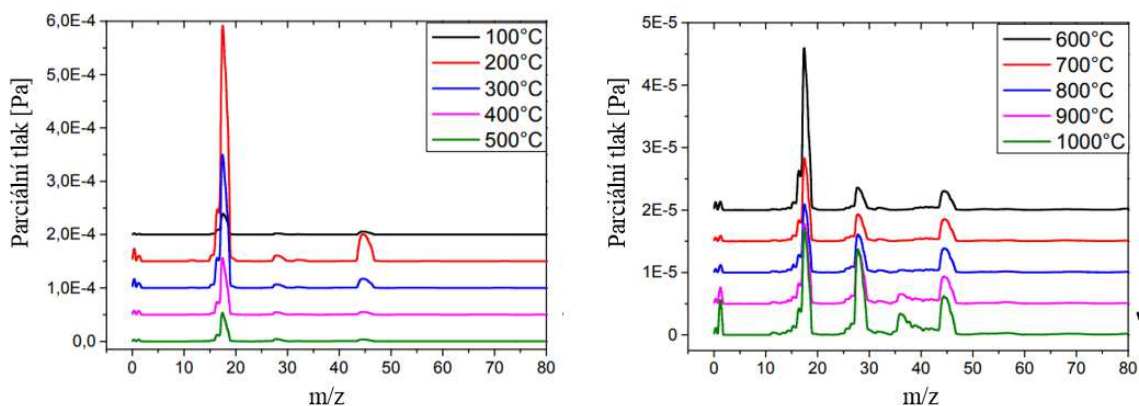 Parciální tlak [Pa]
6,0E-4
5,0E-4
4,0E-4
3,0E-4
2,0E-4
1,0E-4
0,0
0 10 20 30 40 50 60 70 80
m/z
100°C
200°C
300°C
400°C
500°C
Parciální tlak [Pa]
5E-5
4E-5
3E-5
2E-5
1E-5
0
0 10 20 30 40 50 60 70 80
m/z
600°C
700°C
800°C
900°C
1000°C